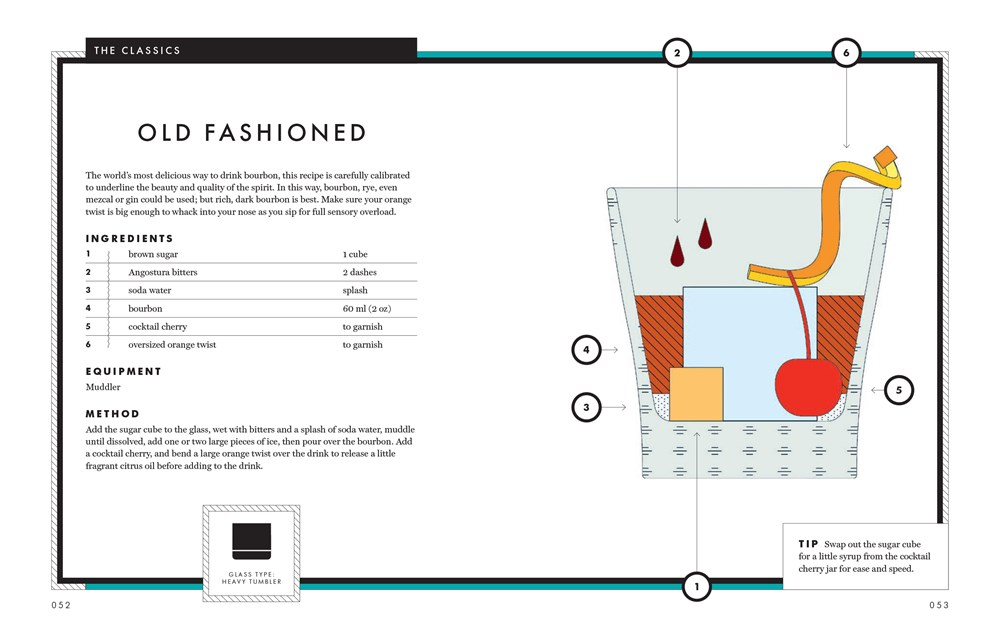 THE CLASSICS
OLD FASHIONED
The world's most delicious way to drink bourbon, this recipe is carefully calibrated
to underline the beauty and quality of the spirit. In this way, bourbon, rye, even
mezcal or gin could be used; but rich, dark bourbon is best. Make sure your orange
twist is big enough to whack into your nose as you sip for full sensory overload.
INGREDIENTS
1 brown sugar 1 cube
2 Angostura bitters 2 dashes
3 soda water splash
4 bourbon 60 ml (2 oz)
5 cocktail cherry to garnish
6 oversized orange twist to garnish
EQUIPMENT
Muddler
METHOD
Add the sugar cube to the glass, wet with bitters and a splash of soda water, muddle
until dissolved, add one or two large pieces of ice, then pour over the bourbon. Add
a cocktail cherry, and bend a large orange twist over the drink to release a little
fragrant citrus oil before adding to the drink.
GLASS TYPE:
HEAVY TUMBLER
052
2
6
4
3
5
1
TIP Swap out the sugar cube
for a little syrup from the cocktail
cherry jar for ease and speed.
053